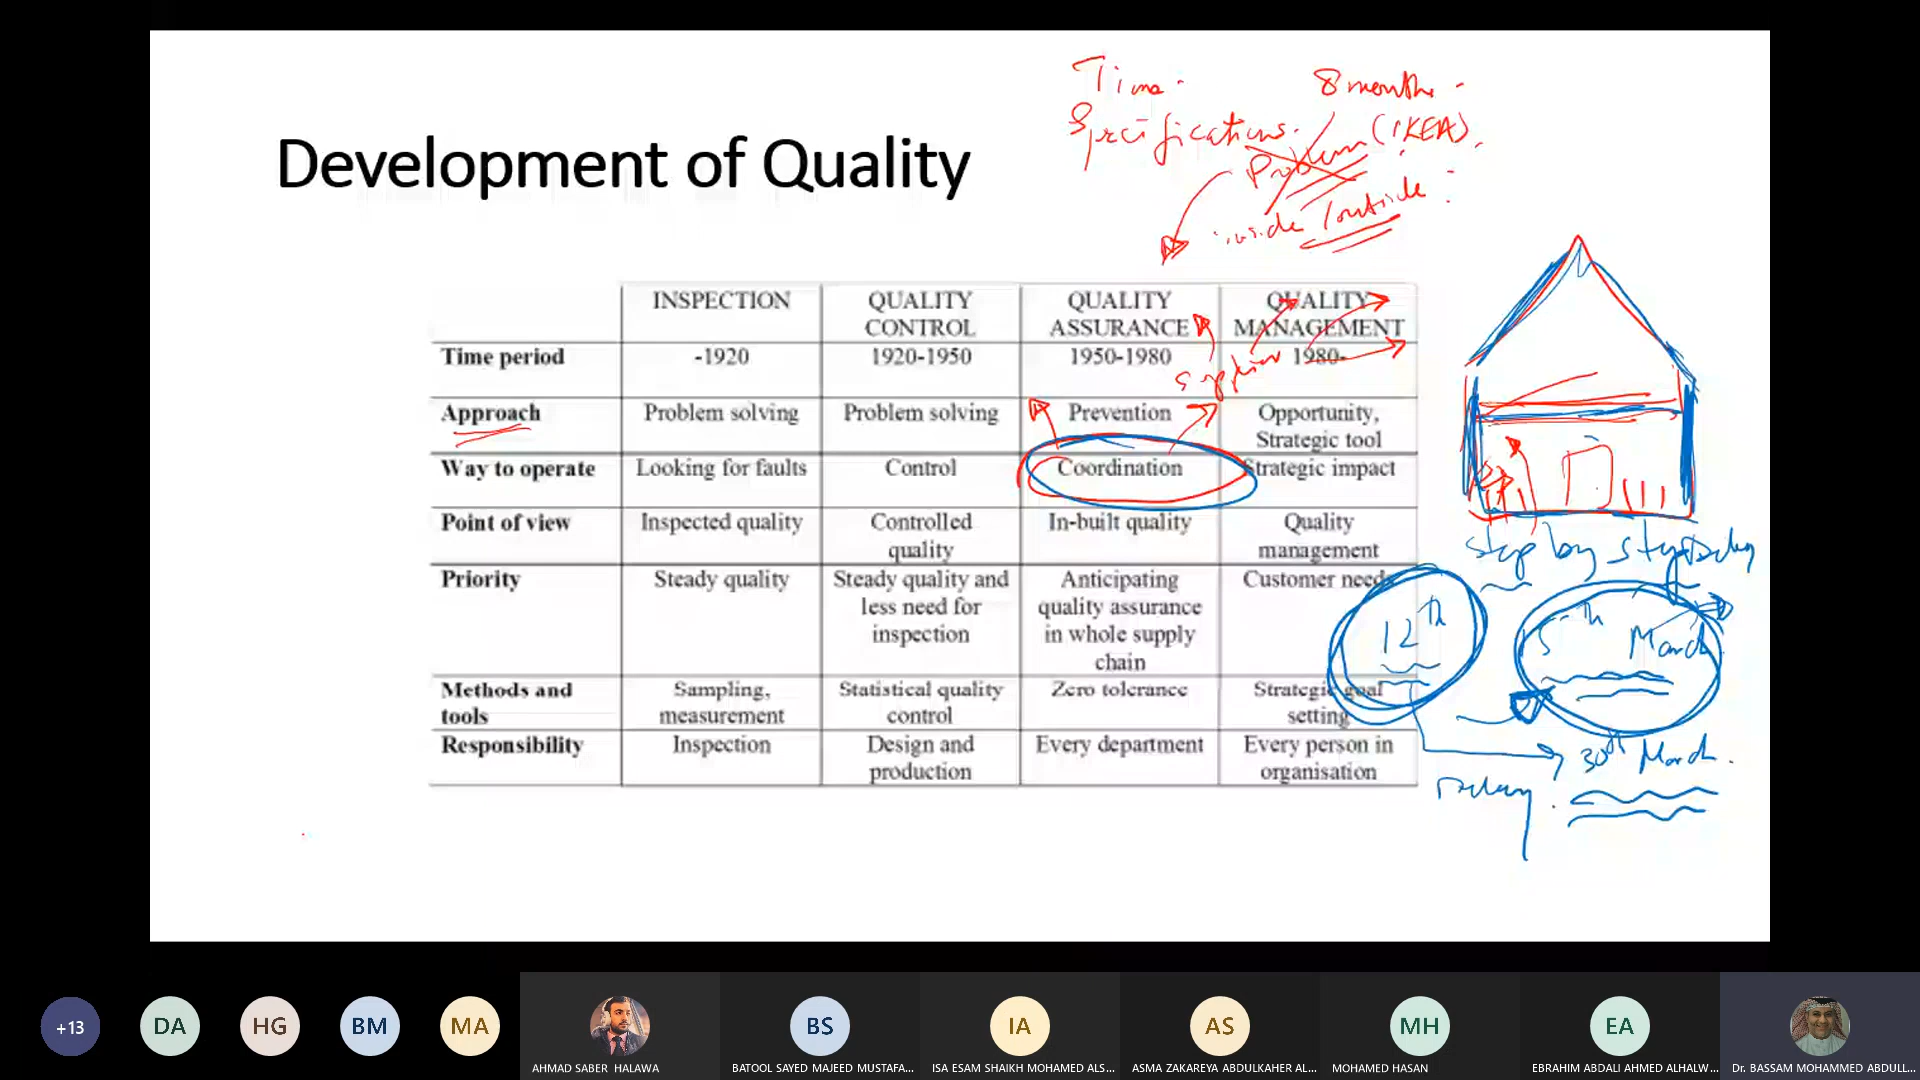 Time.
8 months.
Specifications.
Problem (IKEA).
inside / outside:
Development of Quality
INSPECTION QUALITY CONTROL QUALITY ASSURANCE QUALITY MANAGEMENT
Time period -1920 1920-1950 1950-1980 1980-
supplier
Approach Problem solving Problem solving Prevention Opportunity, Strategic tool
Way to operate Looking for faults Control Coordination Strategic impact
Point of view Inspected quality Controlled quality In-built quality Quality management
Priority Steady quality Steady quality and less need for inspection Anticipating quality assurance in whole supply chain Customer needs
Methods and tools Sampling, measurement Statistical quality control Zero tolerance Strategic goal setting
Responsibility Inspection Design and production Every department Every person in organisation
step by step
12th
5th March
30th March.
Delay.
+13
DA
HG
BM
MA
BS
IA
AS
MH
EA
AHMAD SABER HALAWA
BATOOL SAYED MAJEED MUSTAFA...
ISA ESAM SHAIKH MOHAMED ALS...
ASMA ZAKAREYA ABDULKAHER AL...
MOHAMED HASAN
EBRAHIM ABDALI AHMED ALHALW...
Dr. BASSAM MOHAMMED ABDULL...